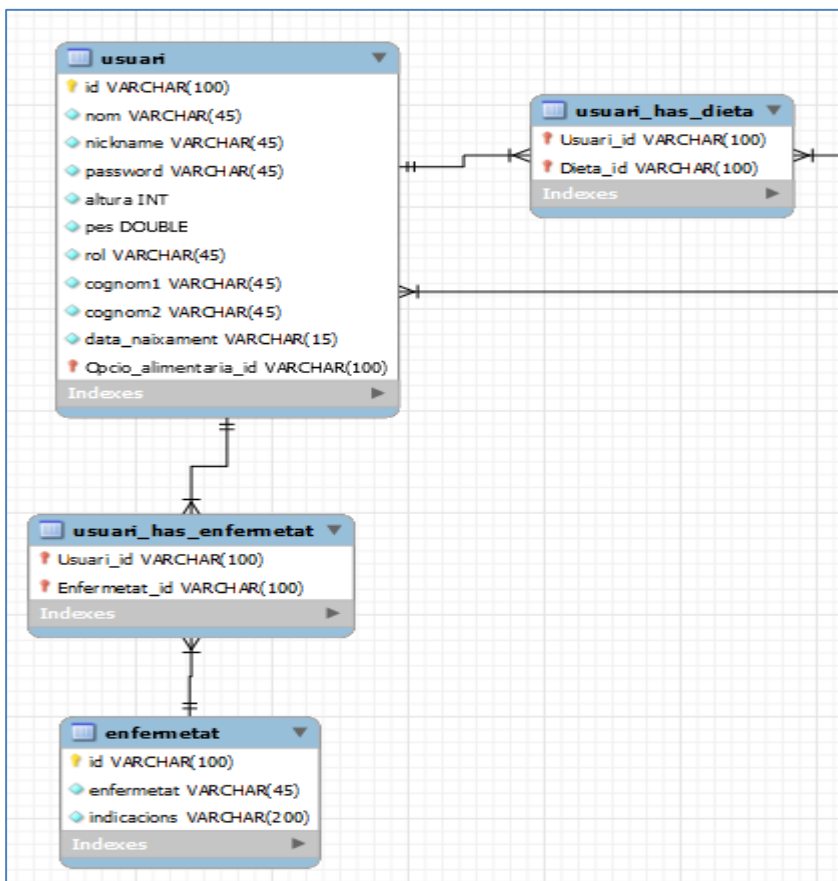 usuari
id VARCHAR(100)
nom VARCHAR(45)
nickname VARCHAR(45)
password VARCHAR(45)
altura INT
pes DOUBLE
rol VARCHAR(45)
cognom1 VARCHAR(45)
cognom2 VARCHAR(45)
data_naixament VARCHAR(15)
Opcio_alimentaria_id VARCHAR(100)
Indexes
usuari_has_dieta
Usuari_id VARCHAR(100)
Dieta_id VARCHAR(100)
Indexes
usuari_has_enfermetat
Usuari_id VARCHAR(100)
Enfermetat_id VARCHAR(100)
Indexes
enfermetat
id VARCHAR(100)
enfermetat VARCHAR(45)
indicacions VARCHAR(200)
Indexes